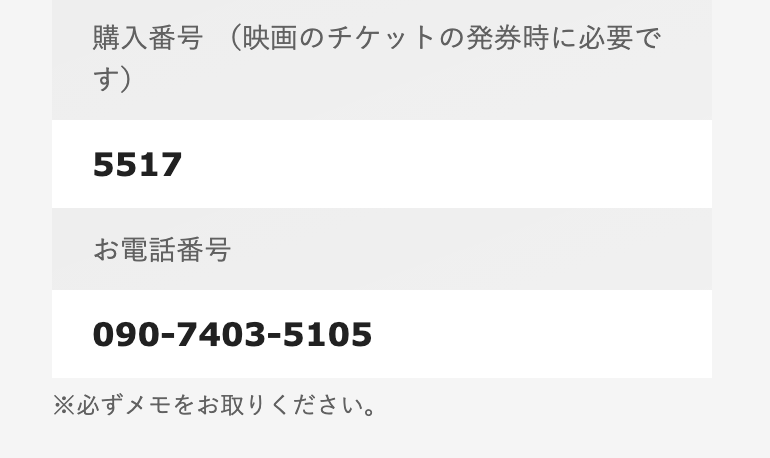 購入番号 （映画のチケットの発券時に必要で
す）
5517
お電話番号
090-7403-5105
※必ずメモをお取りください。